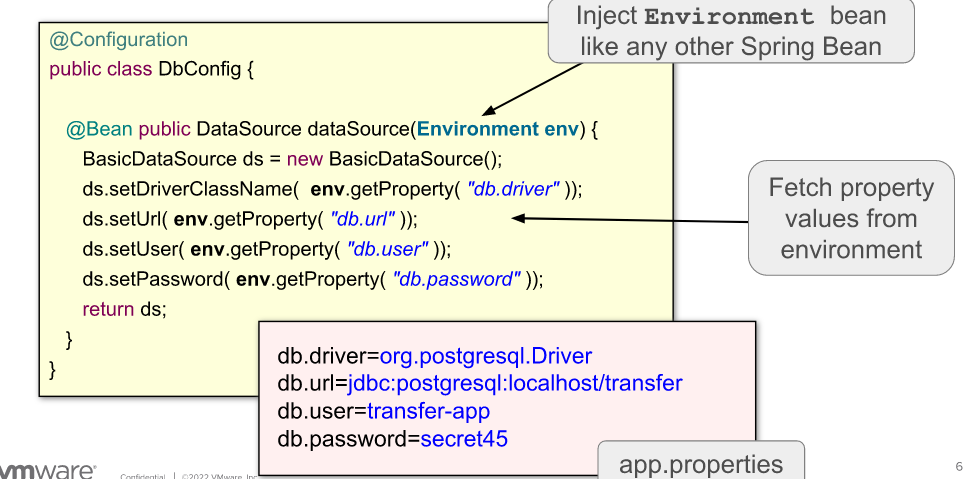 Inject Environment bean
like any other Spring Bean
@Configuration
public class DbConfig {
@Bean public DataSource dataSource(Environment env) {
BasicDataSource ds = new BasicDataSource();
ds.setDriverClassName( env.getProperty( "db.driver" ));
ds.setUrl( env.getProperty( "db.url" ));
ds.setUser( env.getProperty( "db.user" ));
ds.setPassword( env.getProperty( "db.password" ));
return ds;
}
}
Fetch property
values from
environment
db.driver=org.postgresql.Driver
db.url=jdbc:postgresql:localhost/transfer
db.user=transfer-app
db.password=secret45
app.properties
vmware®
Confidential | ©2022 VMware, Inc.
6